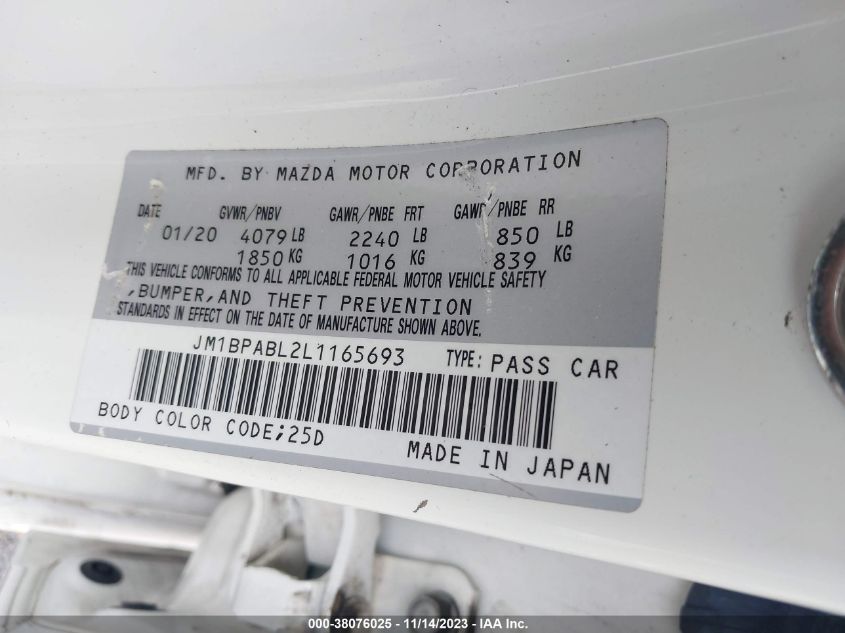 MFD. BY MAZDA MOTOR CORPORATION
DATE GVWR/PNBV GAWR/PNBE FRT GAWR/PNBE RR
01/20 4079 LB 2240 LB 850 LB
1850 KG 1016 KG 839 KG
THIS VEHICLE CONFORMS TO ALL APPLICABLE FEDERAL MOTOR VEHICLE SAFETY
,BUMPER,AND THEFT PREVENTION
STANDARDS IN EFFECT ON THE DATE OF MANUFACTURE SHOWN ABOVE.
JM1BPABL2L1165693 TYPE: PASS CAR
BODY COLOR CODE;25D
MADE IN JAPAN
000-38076025 - 11/14/2023 - IAA Inc.